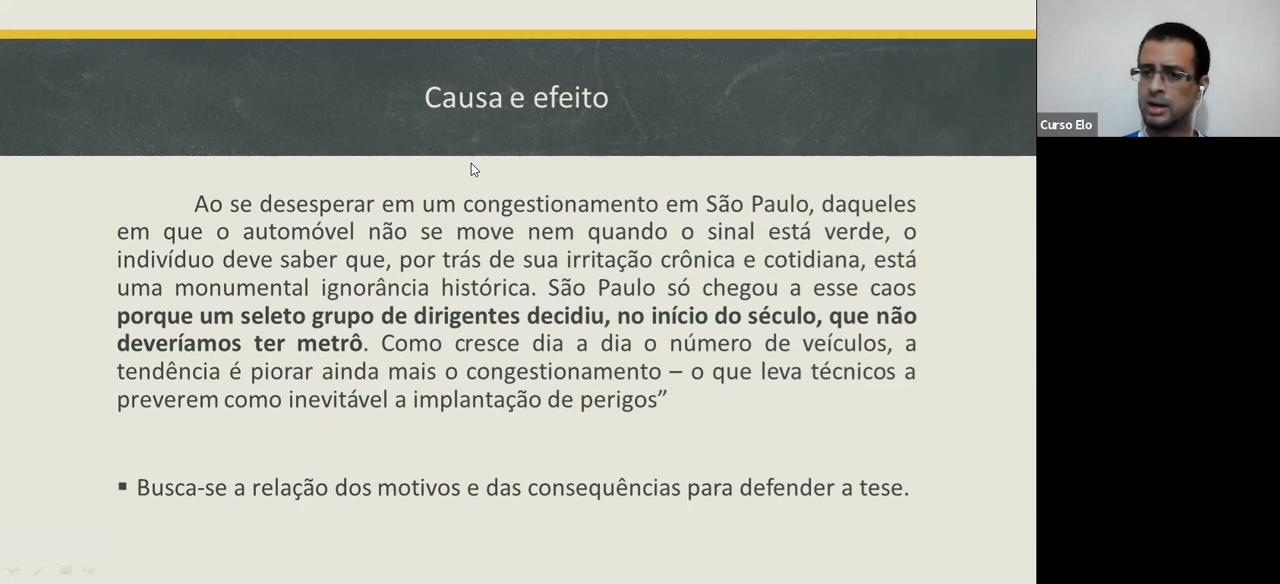 Causa e efeito
Curso Elo
Ao se desesperar em um congestionamento em São Paulo, daqueles
em que o automóvel não se move nem quando o sinal está verde, o
indivíduo deve saber que, por trás de sua irritação crônica e cotidiana, está
uma monumental ignorância histórica. São Paulo só chegou a esse caos
porque um seleto grupo de dirigentes decidiu, no início do século, que não
deveríamos ter metrô. Como cresce dia a dia o número de veículos, a
tendência é piorar ainda mais o congestionamento – o que leva técnicos a
preverem como inevitável a implantação de perigos”
▪ Busca-se a relação dos motivos e das consequências para defender a tese.